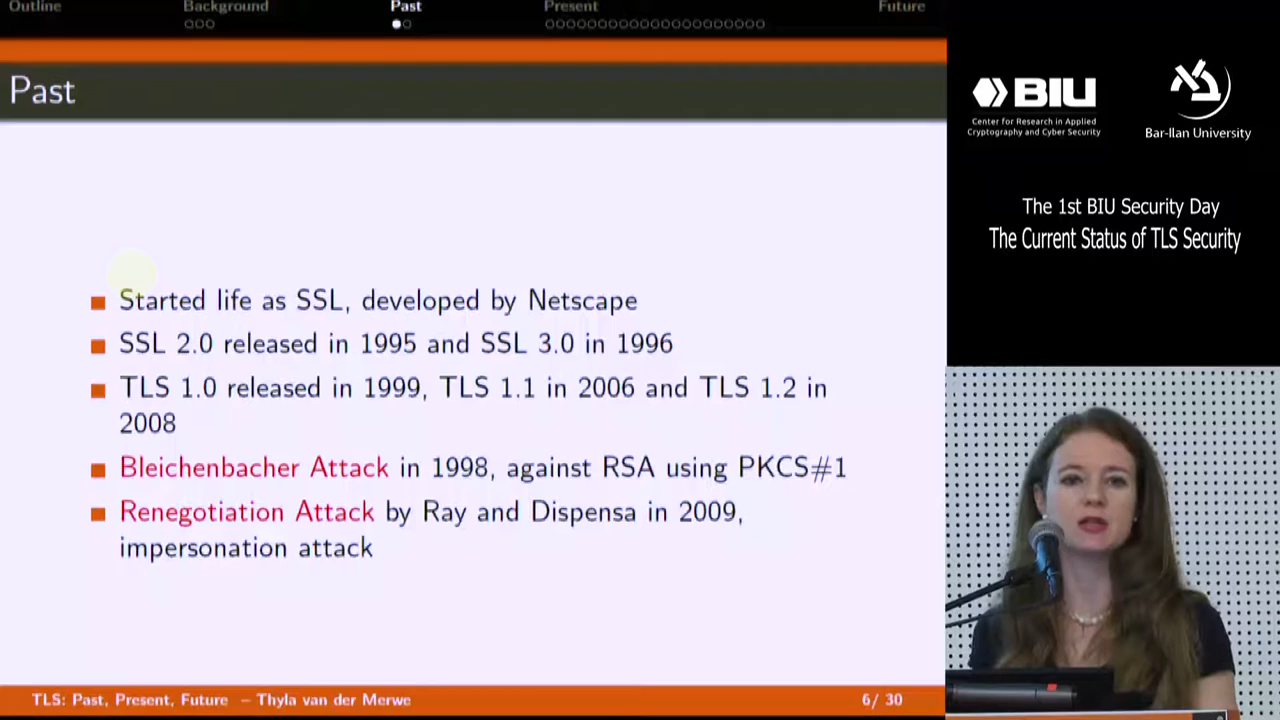 Outline Background Past Present Future
Past
Started life as SSL, developed by Netscape
SSL 2.0 released in 1995 and SSL 3.0 in 1996
TLS 1.0 released in 1999, TLS 1.1 in 2006 and TLS 1.2 in
2008
Bleichenbacher Attack in 1998, against RSA using PKCS#1
Renegotiation Attack by Ray and Dispensa in 2009,
impersonation attack
TLS: Past, Present, Future – Thyla van der Merwe
6/ 30
BIU
Center for Research in Applied
Cryptography and Cyber Security
Bar-Ilan University
The 1st BIU Security Day
The Current Status of TLS Security